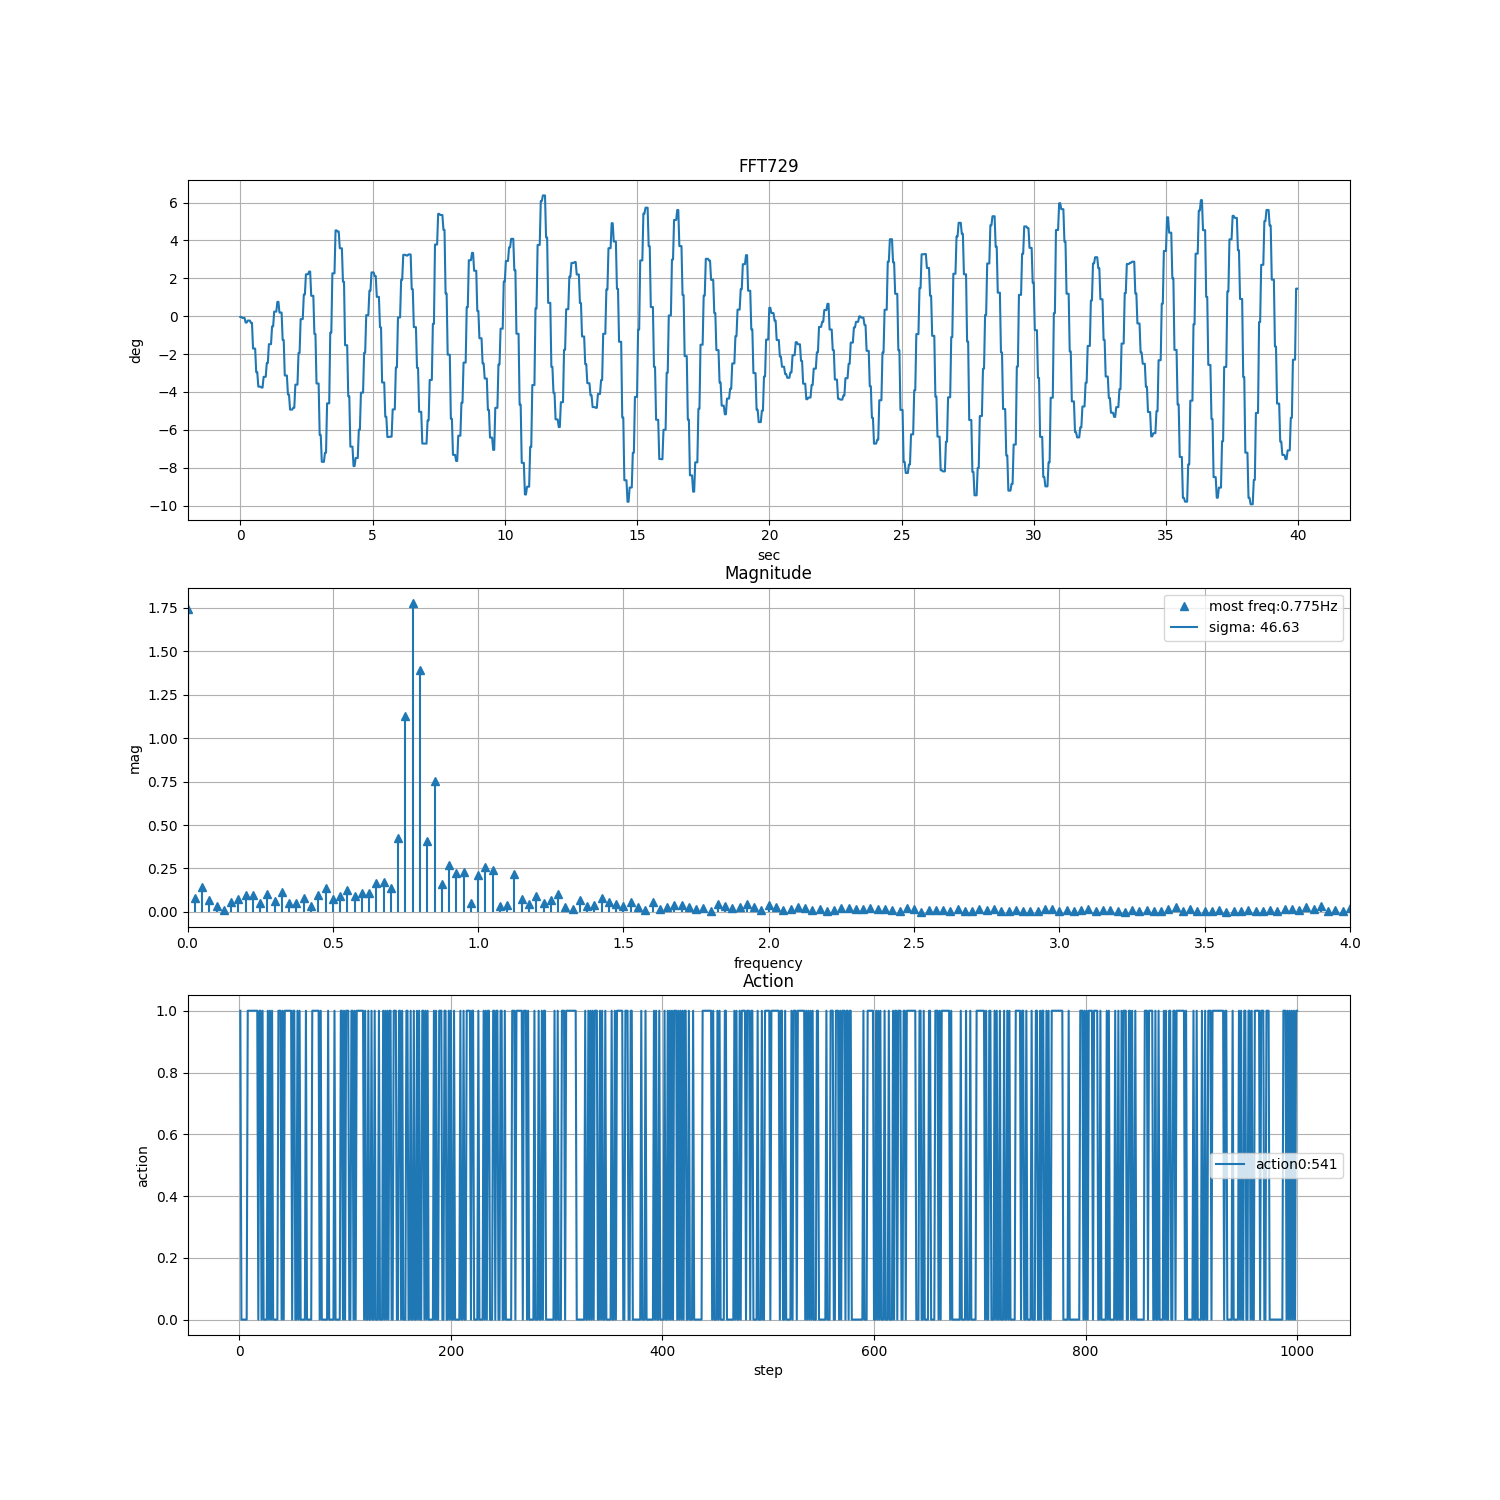 FFT729
6
4
2
0
−2
−4
−6
−8
−10
deg
0 5 10 15 20 25 30 35 40
sec
Magnitude
1.75
1.50
1.25
1.00
0.75
0.50
0.25
0.00
mag
most freq:0.775Hz
sigma: 46.63
0.0 0.5 1.0 1.5 2.0 2.5 3.0 3.5 4.0
frequency
Action
1.0
0.8
0.6
0.4
0.2
0.0
action
action0:541
0 200 400 600 800 1000
step